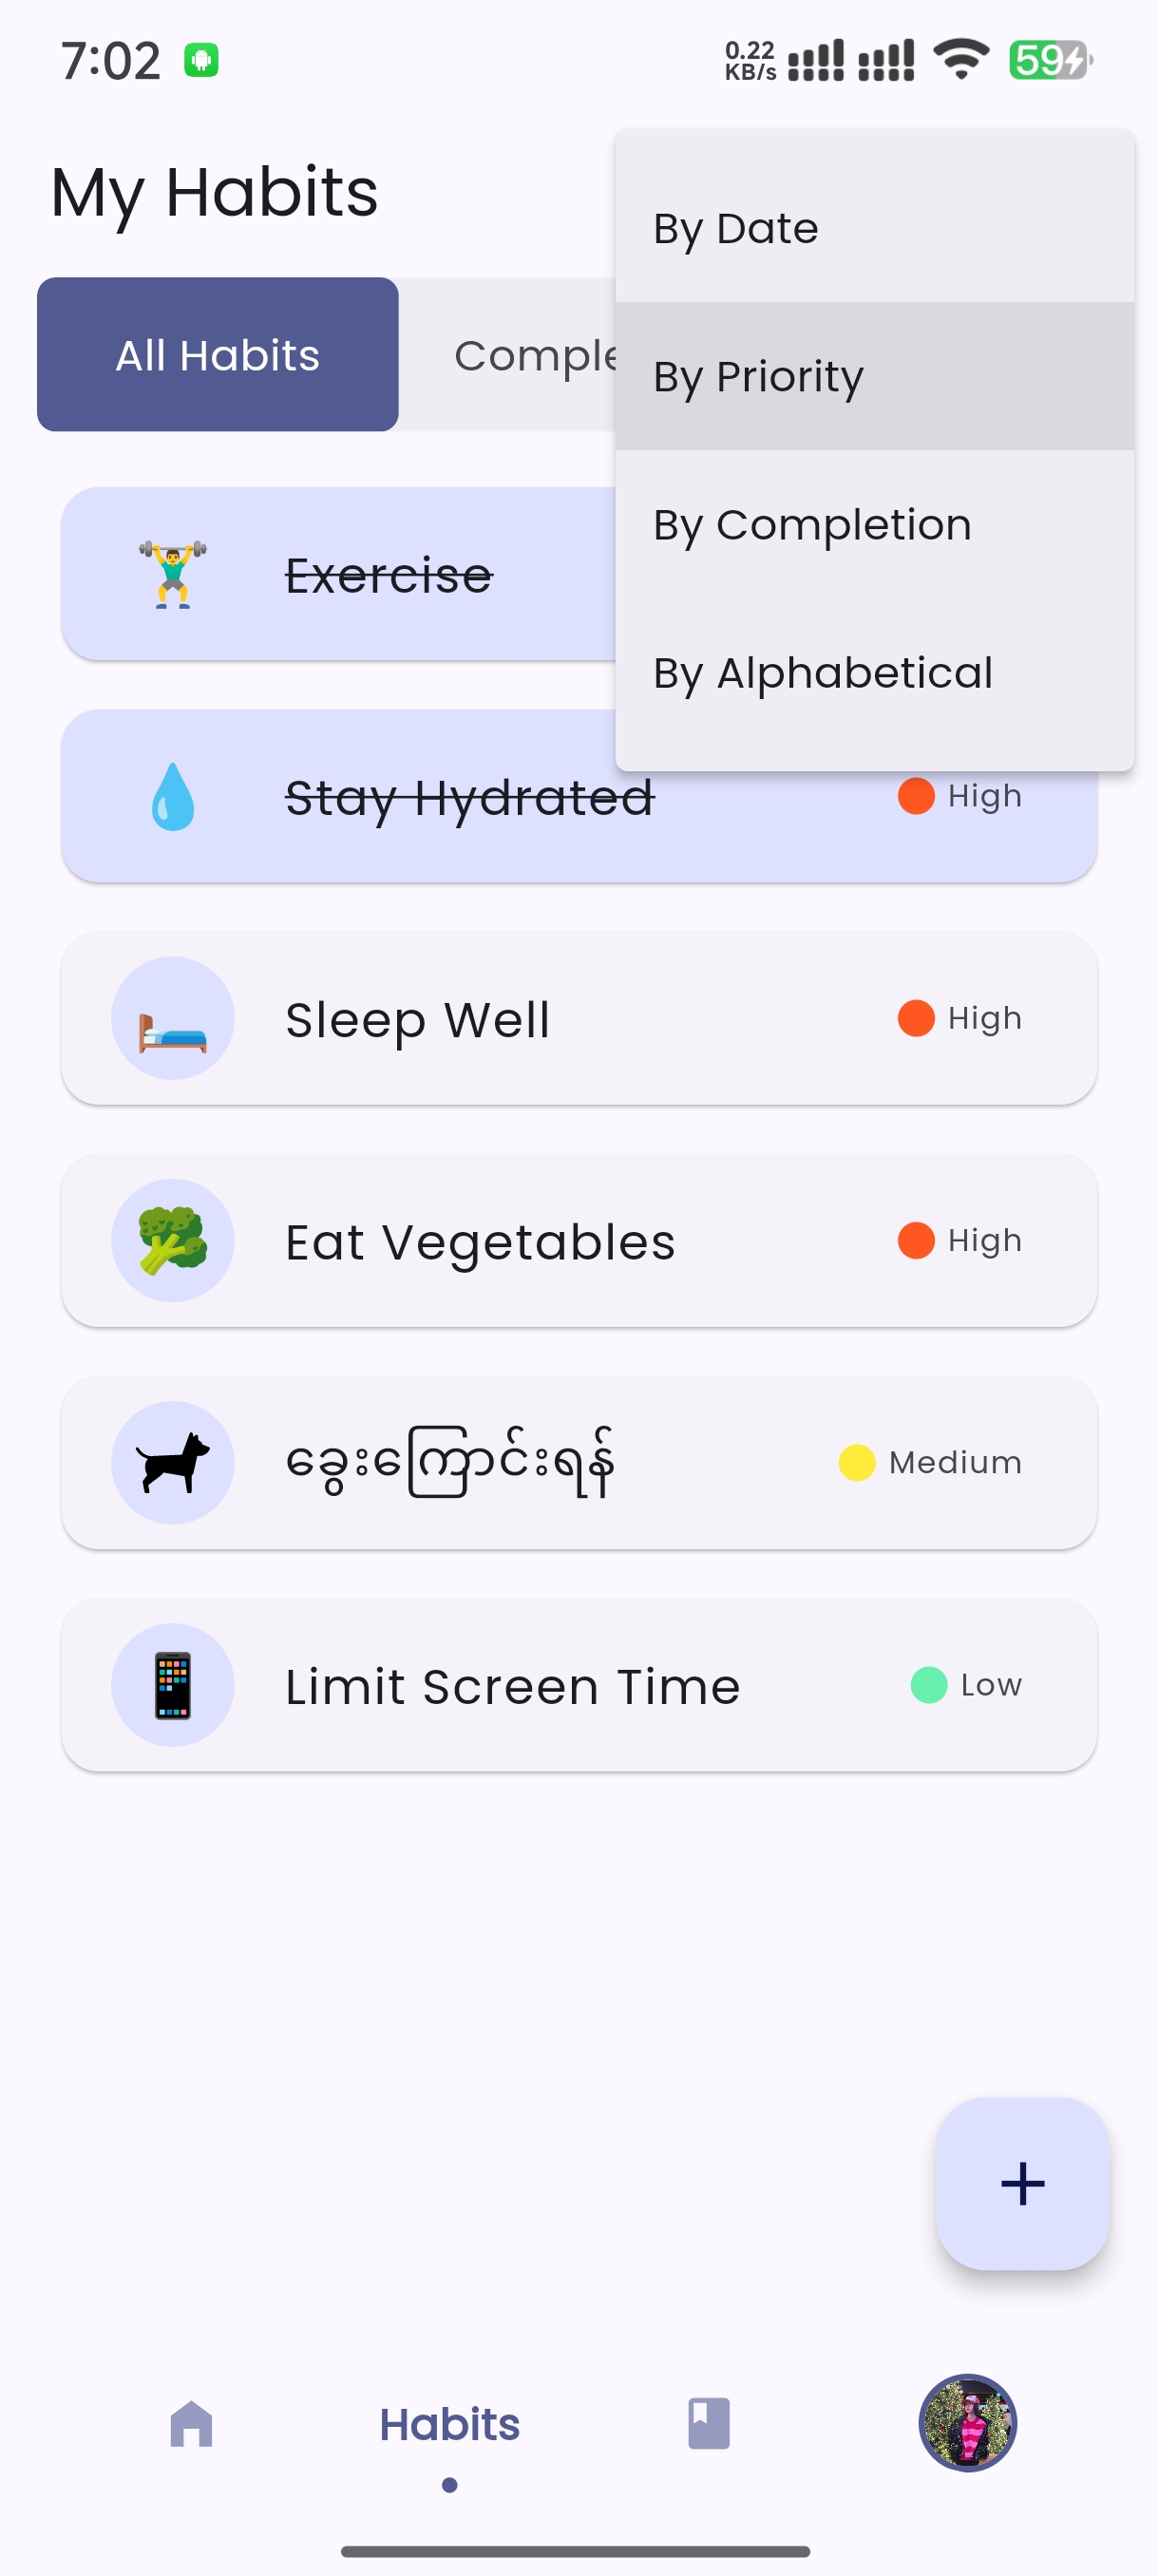 7:02
0.22
KB/s
59
My Habits
By Date
All Habits
By Priority
By Completion
Exercise
By Alphabetical
Stay Hydrated
High
Sleep Well
High
Eat Vegetables
High
ခွေးကြောင်းရန်
Medium
Limit Screen Time
Low
+
Habits